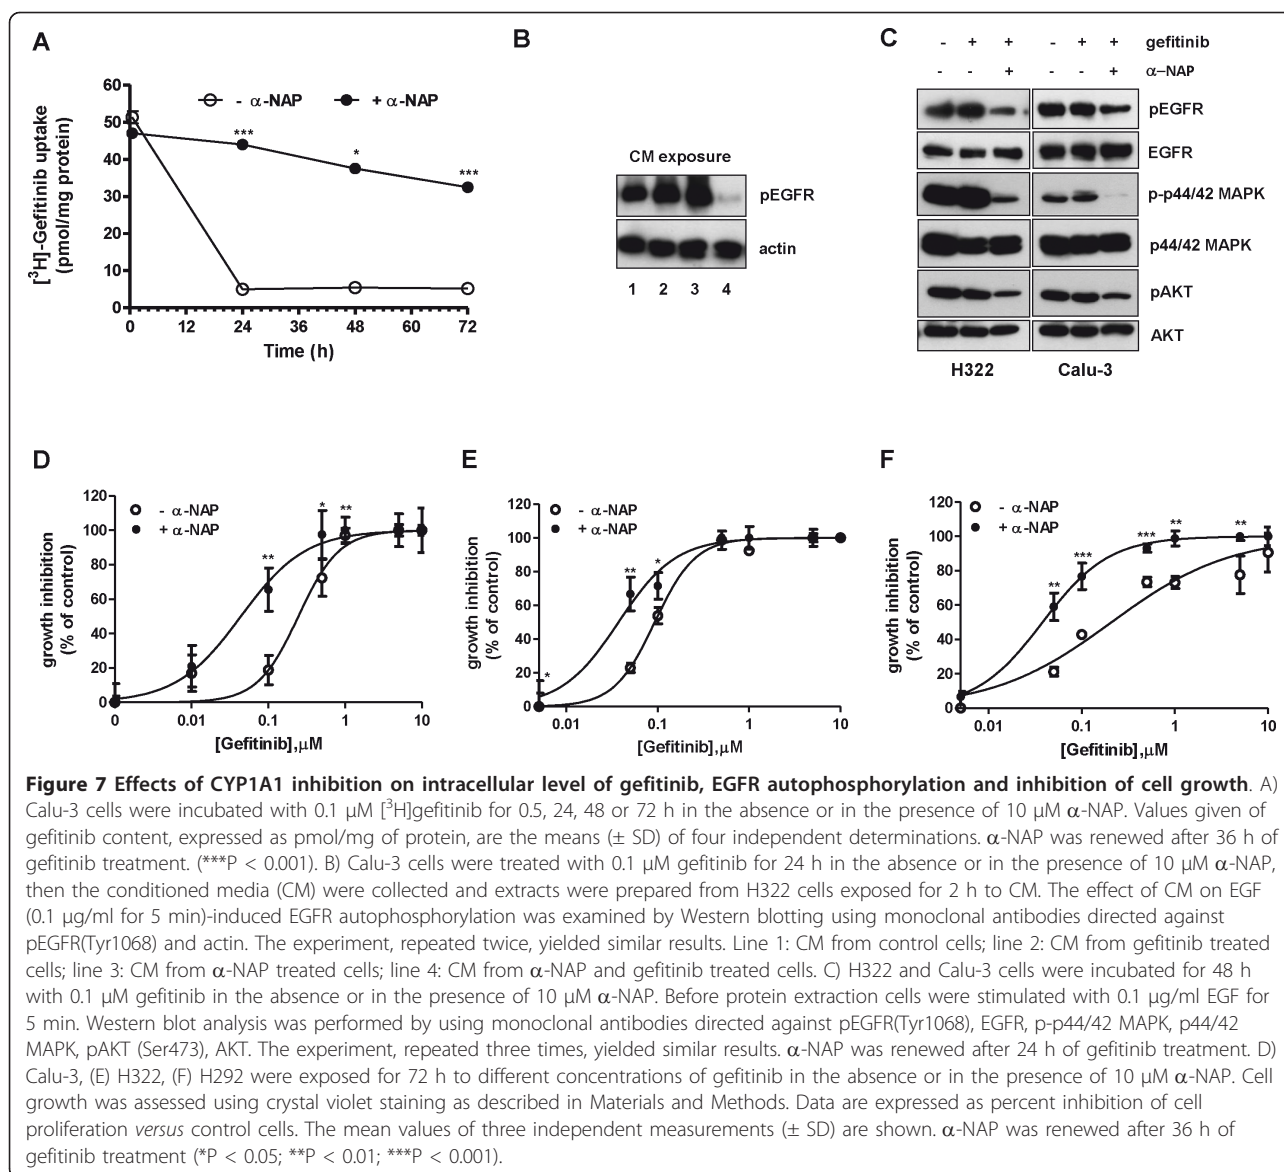 A
[³H]-Gefitinib uptake
(pmol/mg protein)
- α-NAP
+ α-NAP
60
50
40
30
20
10
0
***
*
***
0 12 24 36 48 60 72
Time (h)
B
CM exposure
pEGFR
actin
1 2 3 4
C
- + + - + + gefitinib
- - + - - + α-NAP
pEGFR
EGFR
p-p44/42 MAPK
p44/42 MAPK
pAKT
AKT
H322 Calu-3
D
growth inhibition
(% of control)
120
100
80
60
40
20
0
- α-NAP
+ α-NAP
**
*
**
0 0.01 0.1 1 10
[Gefitinib],μM
E
growth inhibition
(% of control)
120
100
80
60
40
20
0
- α-NAP
+ α-NAP
*
**
*
0.01 0.1 1 10
[Gefitinib],μM
F
growth inhibition
(% of control)
120
100
80
60
40
20
0
- α-NAP
+ α-NAP
**
***
***
**
**
0.01 0.1 1 10
[Gefitinib],μM
Figure 7 Effects of CYP1A1 inhibition on intracellular level of gefitinib, EGFR autophosphorylation and inhibition of cell growth. A)
Calu-3 cells were incubated with 0.1 μM [³H]gefitinib for 0.5, 24, 48 or 72 h in the absence or in the presence of 10 μM α-NAP. Values given of
gefitinib content, expressed as pmol/mg of protein, are the means (± SD) of four independent determinations. α-NAP was renewed after 36 h of
gefitinib treatment. (***P < 0.001). B) Calu-3 cells were treated with 0.1 μM gefitinib for 24 h in the absence or in the presence of 10 μM α-NAP,
then the conditioned media (CM) were collected and extracts were prepared from H322 cells exposed for 2 h to CM. The effect of CM on EGF
(0.1 μg/ml for 5 min)-induced EGFR autophosphorylation was examined by Western blotting using monoclonal antibodies directed against
pEGFR(Tyr1068) and actin. The experiment, repeated twice, yielded similar results. Line 1: CM from control cells; line 2: CM from gefitinib treated
cells; line 3: CM from α-NAP treated cells; line 4: CM from α-NAP and gefitinib treated cells. C) H322 and Calu-3 cells were incubated for 48 h
with 0.1 μM gefitinib in the absence or in the presence of 10 μM α-NAP. Before protein extraction cells were stimulated with 0.1 μg/ml EGF for
5 min. Western blot analysis was performed by using monoclonal antibodies directed against pEGFR(Tyr1068), EGFR, p-p44/42 MAPK, p44/42
MAPK, pAKT (Ser473), AKT. The experiment, repeated three times, yielded similar results. α-NAP was renewed after 24 h of gefitinib treatment. D)
Calu-3, (E) H322, (F) H292 were exposed for 72 h to different concentrations of gefitinib in the absence or in the presence of 10 μM α-NAP. Cell
growth was assessed using crystal violet staining as described in Materials and Methods. Data are expressed as percent inhibition of cell
proliferation versus control cells. The mean values of three independent measurements (± SD) are shown. α-NAP was renewed after 36 h of
gefitinib treatment (*P < 0.05; **P < 0.01; ***P < 0.001).